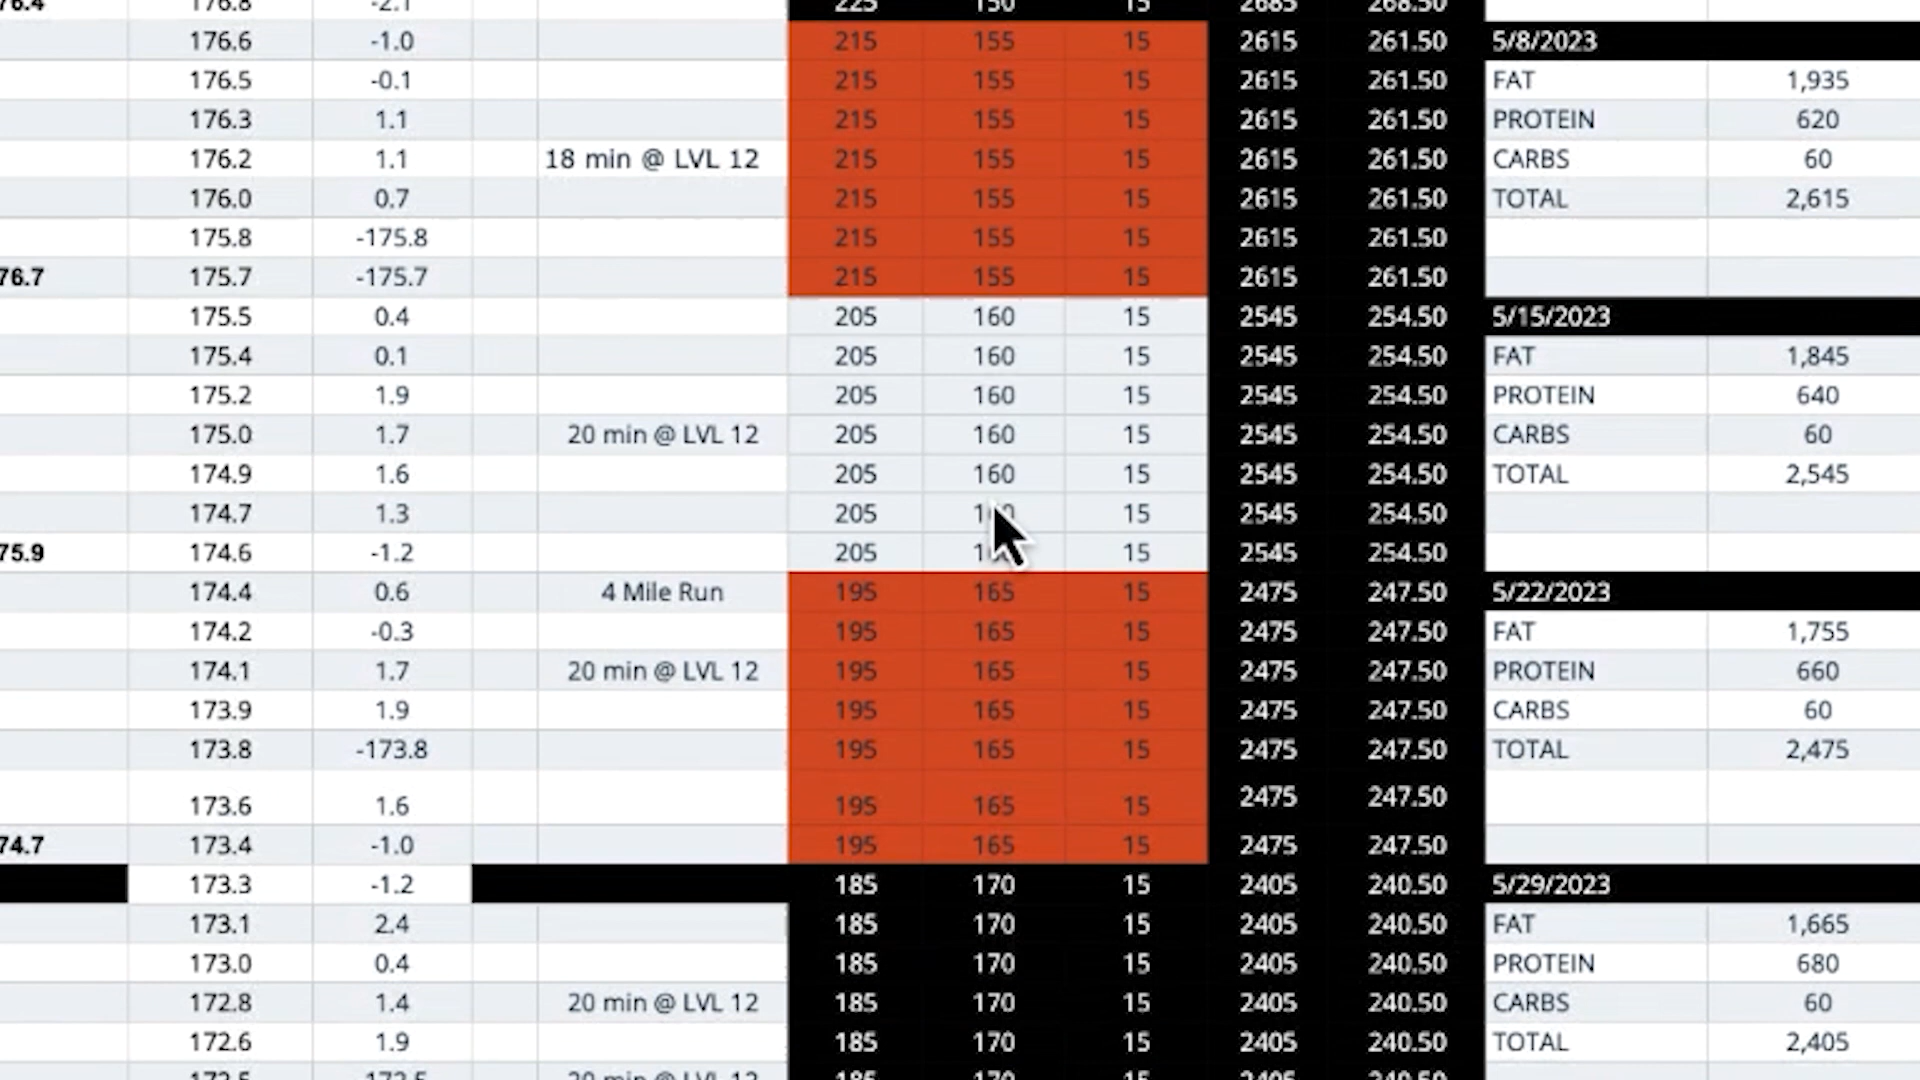 76.4 176.8 -2.1 225 150 15 2685 268.50
176.6 -1.0 215 155 15 2615 261.50 5/8/2023
176.5 -0.1 215 155 15 2615 261.50 FAT 1,935
176.3 1.1 215 155 15 2615 261.50 PROTEIN 620
176.2 1.1 18 min @ LVL 12 215 155 15 2615 261.50 CARBS 60
176.0 0.7 215 155 15 2615 261.50 TOTAL 2,615
175.8 -175.8 215 155 15 2615 261.50
76.7 175.7 -175.7 215 155 15 2615 261.50
175.5 0.4 205 160 15 2545 254.50 5/15/2023
175.4 0.1 205 160 15 2545 254.50 FAT 1,845
175.2 1.9 205 160 15 2545 254.50 PROTEIN 640
175.0 1.7 20 min @ LVL 12 205 160 15 2545 254.50 CARBS 60
174.9 1.6 205 160 15 2545 254.50 TOTAL 2,545
174.7 1.3 205 15 2545 254.50
75.9 174.6 -1.2 205 15 2545 254.50
174.4 0.6 4 Mile Run 195 165 15 2475 247.50 5/22/2023
174.2 -0.3 195 165 15 2475 247.50 FAT 1,755
174.1 1.7 20 min @ LVL 12 195 165 15 2475 247.50 PROTEIN 660
173.9 1.9 195 165 15 2475 247.50 CARBS 60
173.8 -173.8 195 165 15 2475 247.50 TOTAL 2,475
173.6 1.6 195 165 15 2475 247.50
74.7 173.4 -1.0 195 165 15 2475 247.50
173.3 -1.2 185 170 15 2405 240.50 5/29/2023
173.1 2.4 185 170 15 2405 240.50 FAT 1,665
173.0 0.4 185 170 15 2405 240.50 PROTEIN 680
172.8 1.4 20 min @ LVL 12 185 170 15 2405 240.50 CARBS 60
172.6 1.9 185 170 15 2405 240.50 TOTAL 2,405